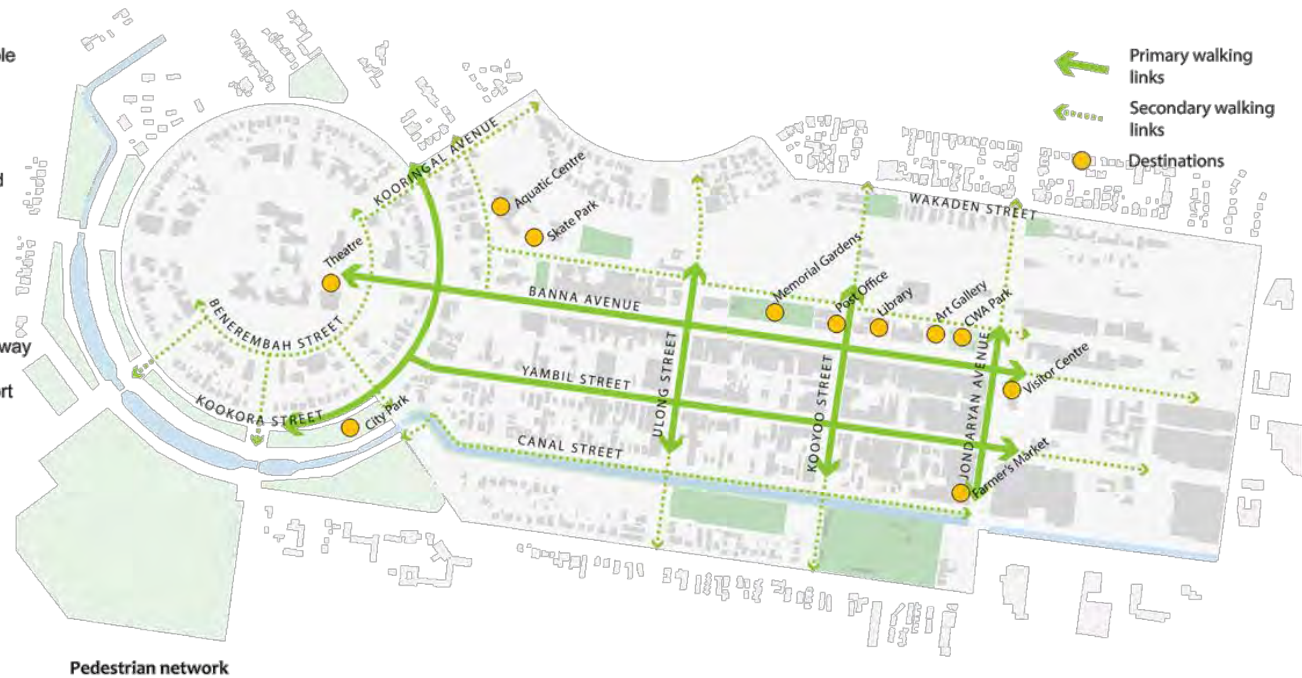 Primary walking
links
Secondary walking
links
Destinations
KOORINGAL AVENUE
Aquatic Centre
Skate Park
WAKADEN STREET
Theatre
Memorial Gardens
Post Office
Library
Art Gallery
CWA Park
BANNA AVENUE
BENEREMBAH STREET
ULONG STREET
KOOYOO STREET
JONDARYAN AVENUE
Visitor Centre
YAMBIL STREET
KOOKORA STREET
City Park
CANAL STREET
Farmer's Market
Pedestrian network
way